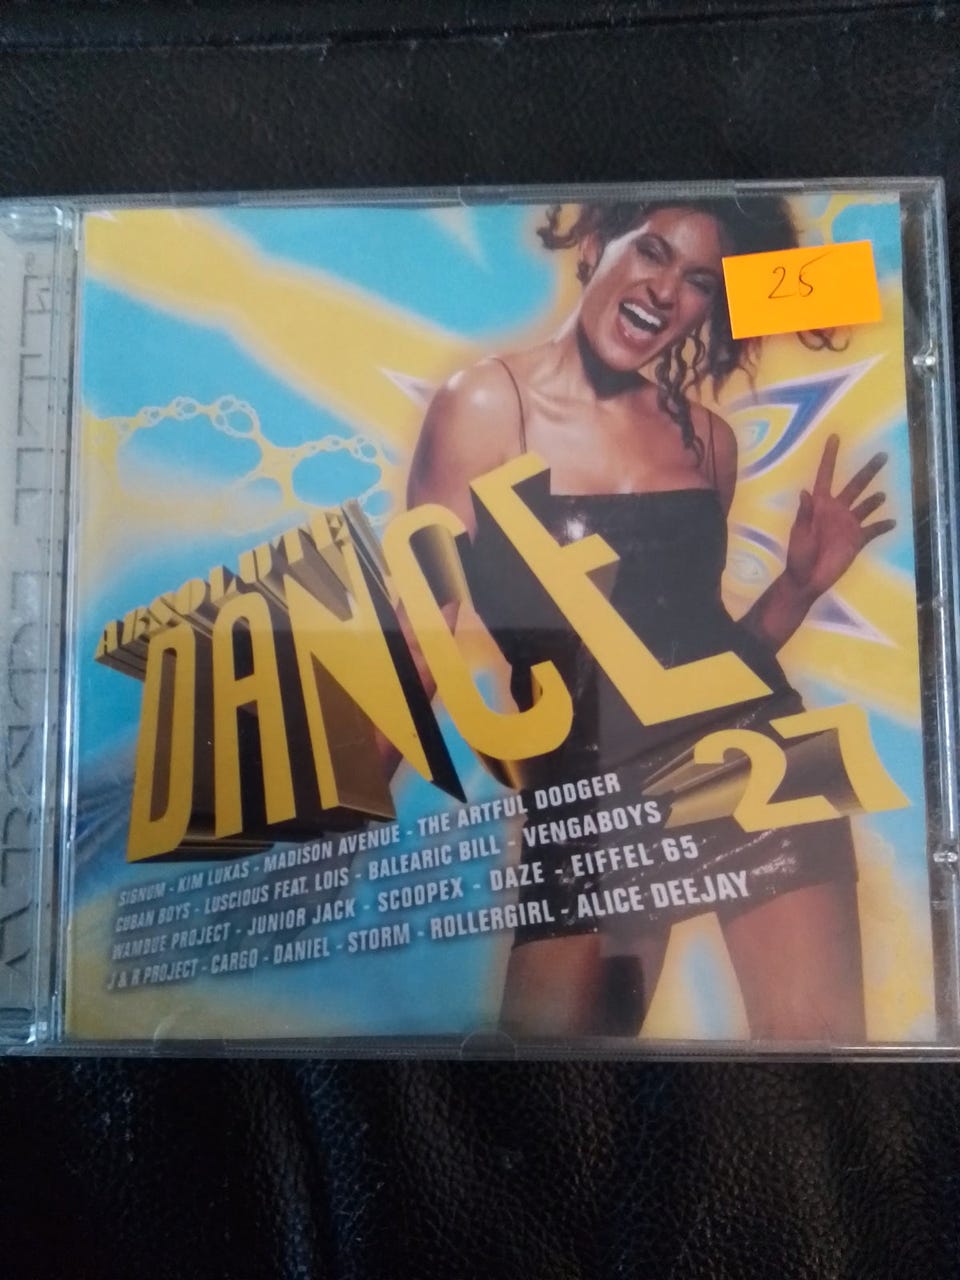 25
ABSOLUTE
DANCE
27
SIGNUM - KIM LUKAS - MADISON AVENUE - THE ARTFUL DODGER
CUBAN BOYS - LUSCIOUS FEAT. LOIS - BALEARIC BILL - VENGABOYS
WAMDUE PROJECT - JUNIOR JACK - SCOOPEX - DAZE - EIFFEL 65
J & R PROJECT - CARGO - DANIEL - STORM - ROLLERGIRL - ALICE DEEJAY